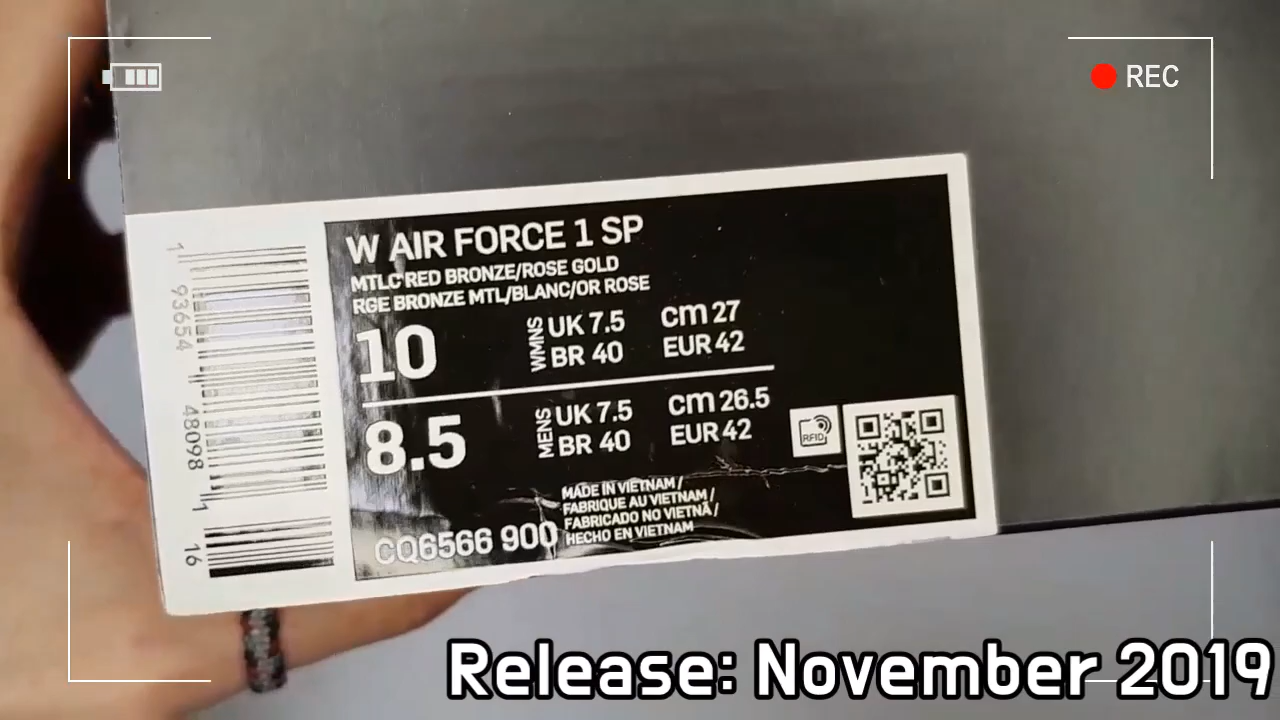 REC
W AIR FORCE 1 SP
MTLC RED BRONZE/ROSE GOLD
RGE BRONZE MTL/BLANC/OR ROSE
10
WMNS
UK 7.5
BR 40
cm 27
EUR 42
8.5
MENS
UK 7.5
BR 40
cm 26.5
EUR 42
RFID
MADE IN VIETNAM /
FABRIQUE AU VIETNAM /
FABRICADO NO VIETNÃ /
HECHO EN VIETNAM
CQ6566 900
1 93654 48098 1
16
Release: November 2019